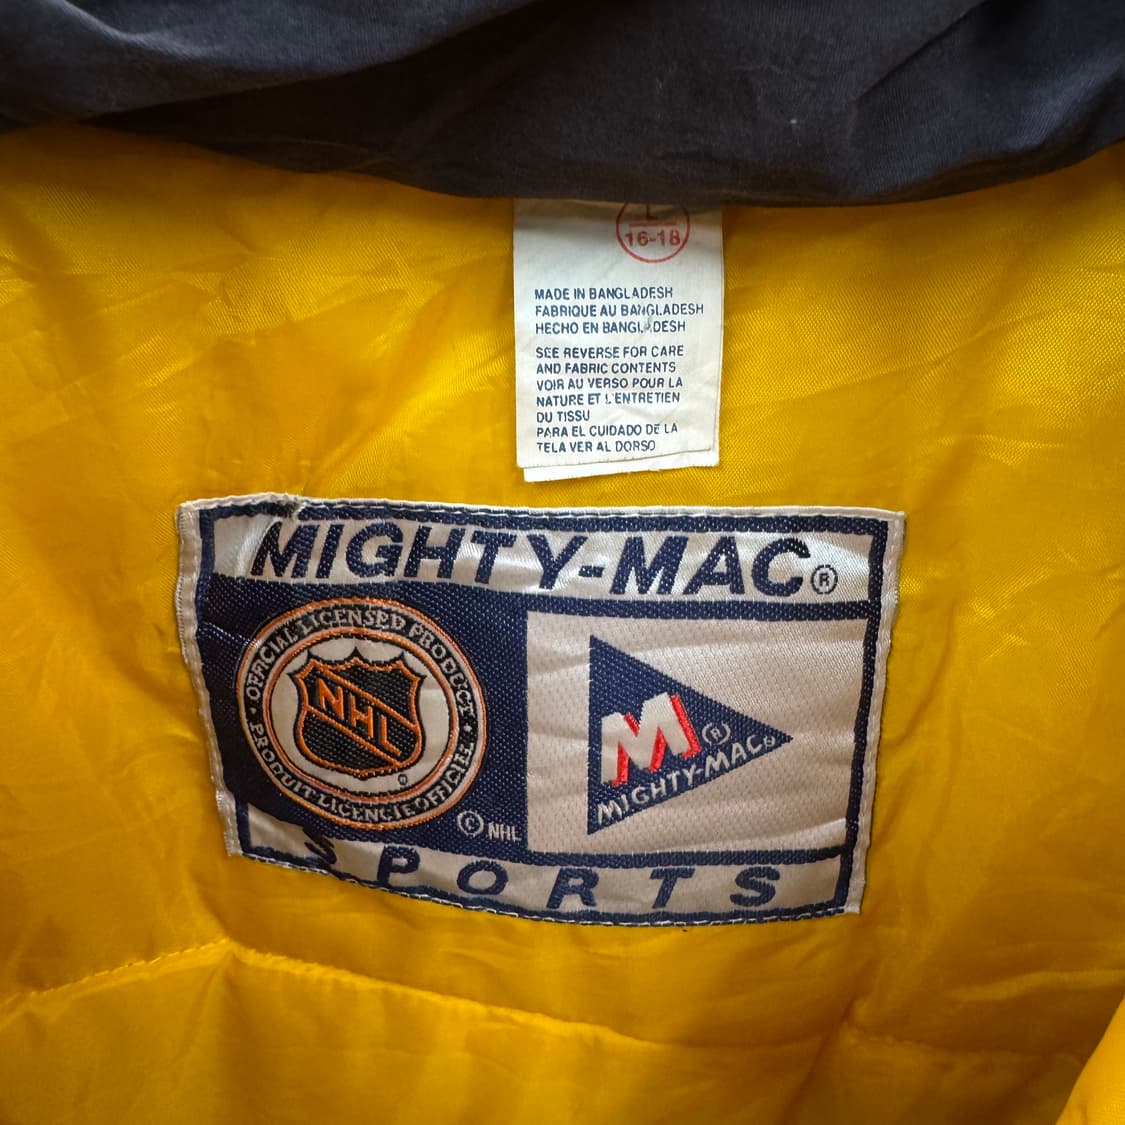 L
16-18
MADE IN BANGLADESH
FABRIQUE AU BANGLADESH
HECHO EN BANGLADESH
SEE REVERSE FOR CARE
AND FABRIC CONTENTS
VOIR AU VERSO POUR LA
NATURE ET L'ENTRETIEN
DU TISSU
PARA EL CUIDADO DE LA
TELA VER AL DORSO
MIGHTY-MAC®
OFFICIAL LICENSED PRODUCT
NHL
®
• PRODUIT LICENCIE OFFICIEL •
© NHL
M®
MIGHTY-MAC®
SPORTS